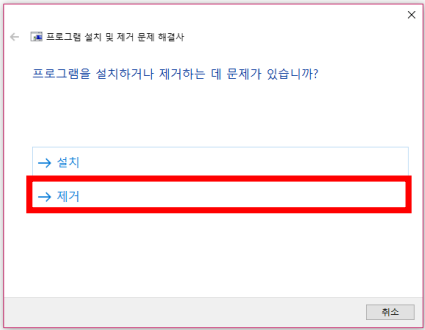 프로그램 설치 및 제거 문제 해결사
프로그램을 설치하거나 제거하는 데 문제가 있습니까?
설치
제거
취소